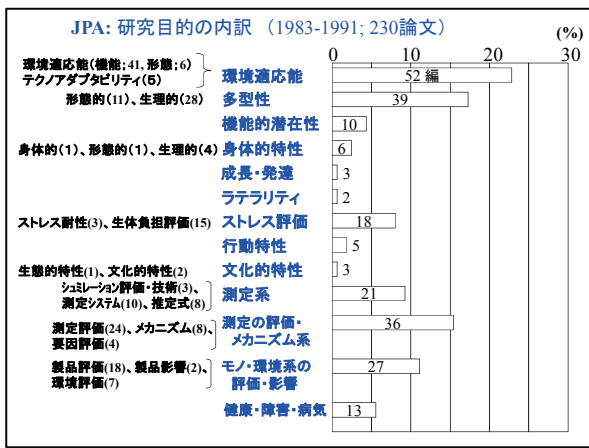 JPA: 研究目的の内訳 (1983-1991; 230論文)
(%)
0 10 20 30
環境適応能(機能;41, 形態;6)
テクノアダプタビリティ(5)
環境適応能 52 編
形態的(11)、生理的(28) 多型性 39
機能的潜在性 10
身体的(1)、形態的(1)、生理的(4) 身体的特性 6
成長・発達 3
ラテラリティ 2
ストレス耐性(3)、生体負担評価(15) ストレス評価 18
行動特性 5
生態的特性(1)、文化的特性(2) 文化的特性 3
シュミレーション評価・技術(3)、
測定システム(10)、推定式(8)
測定系 21
測定評価(24)、メカニズム(8)、
要因評価(4)
測定の評価・
メカニズム系
36
製品評価(18)、製品影響(2)、
環境評価(7)
モノ・環境系の
評価・影響
27
健康・障害・病気 13